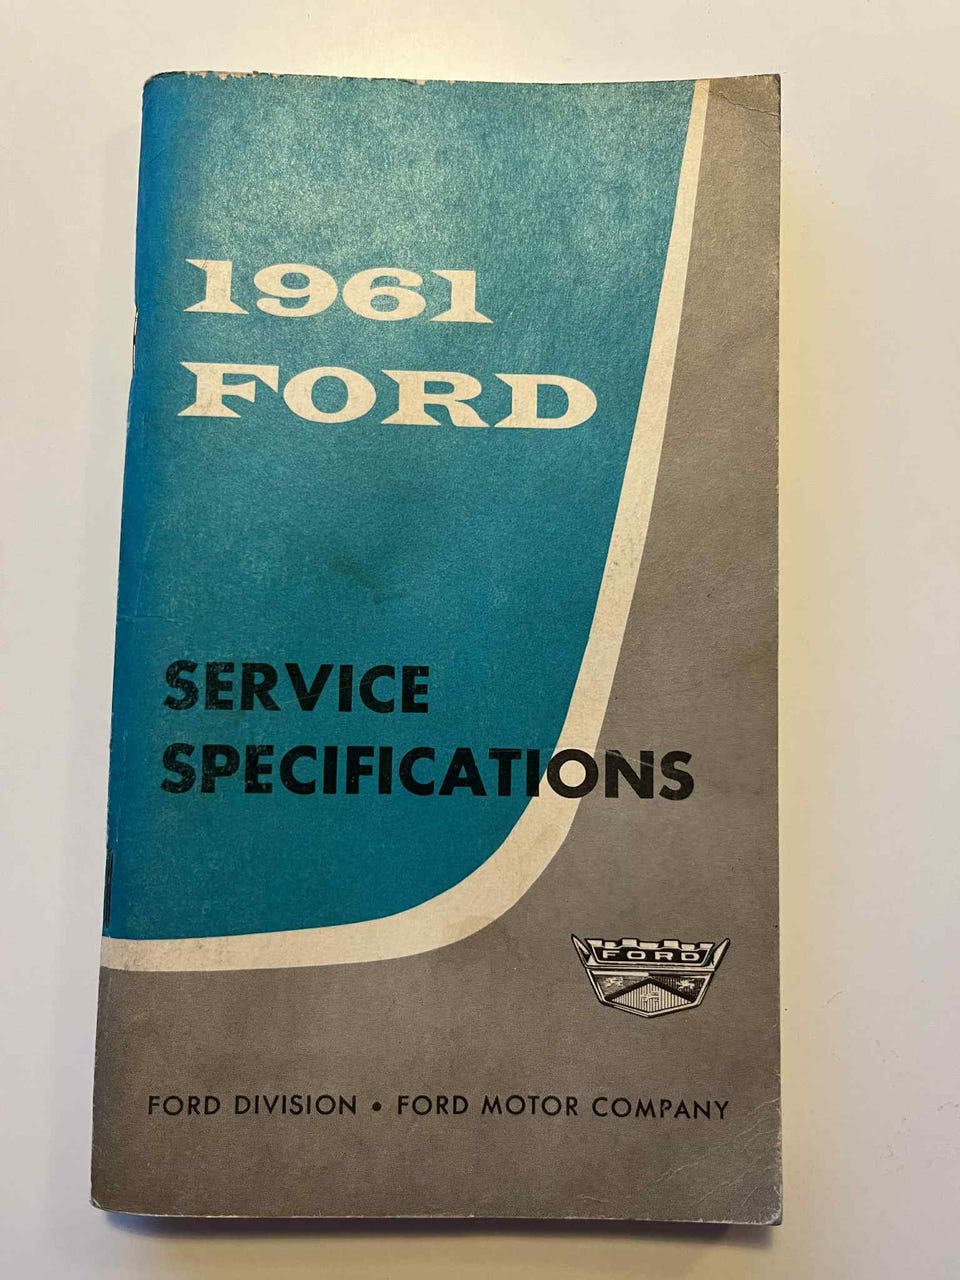 1961
FORD
SERVICE
SPECIFICATIONS
FORD
FORD DIVISION • FORD MOTOR COMPANY